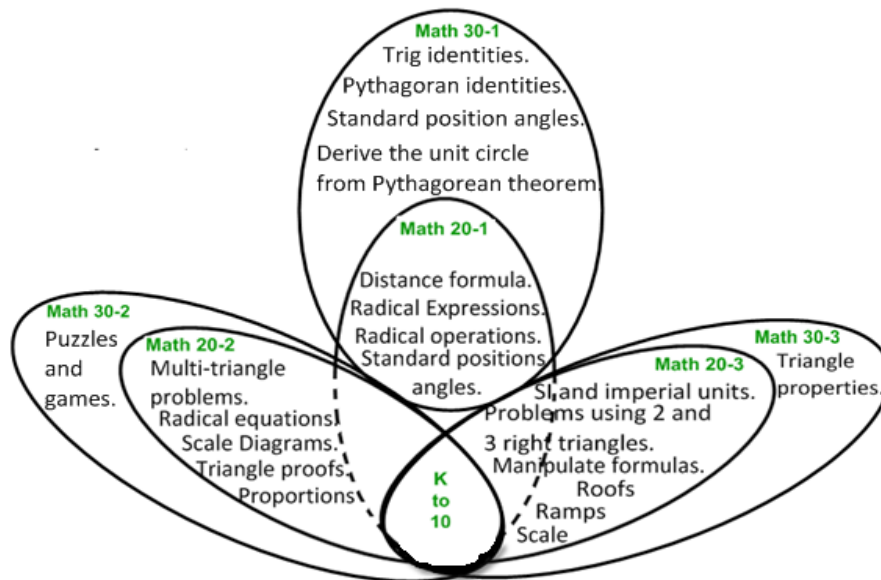 Math 30-1
Trig identities.
Pythagoran identities.
Standard position angles.
Derive the unit circle
from Pythagorean theorem.
Math 20-1
Distance formula.
Radical Expressions.
Radical operations.
Standard positions
angles.
Math 30-2
Puzzles
and
games.
Math 20-2
Multi-triangle
problems.
Radical equations.
Scale Diagrams.
Triangle proofs.
Proportions
K
to
10
Math 20-3
SI and imperial units.
Problems using 2 and
3 right triangles.
Manipulate formulas.
Roofs
Ramps
Scale
Math 30-3
Triangle
properties.